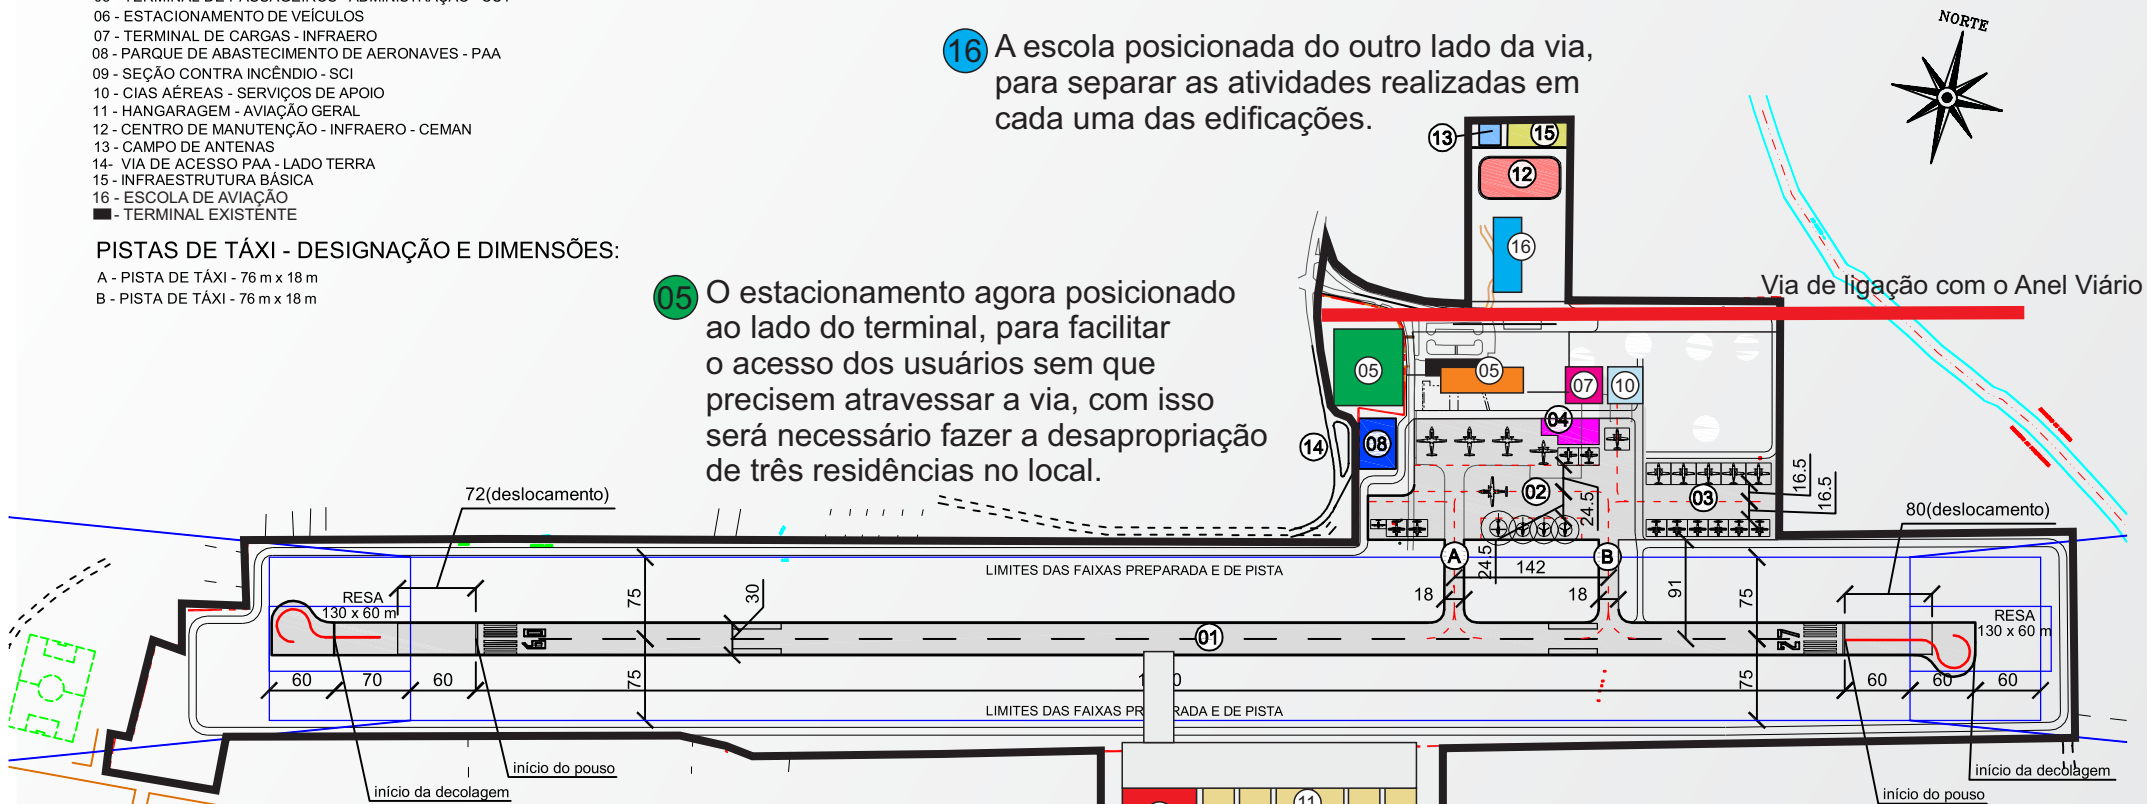 06 - ESTACIONAMENTO DE VEÍCULOS
07 - TERMINAL DE CARGAS - INFRAERO
08 - PARQUE DE ABASTECIMENTO DE AERONAVES - PAA
09 - SEÇÃO CONTRA INCÊNDIO - SCI
10 - CIAS AÉREAS - SERVIÇOS DE APOIO
11 - HANGARAGEM - AVIAÇÃO GERAL
12 - CENTRO DE MANUTENÇÃO - INFRAERO - CEMAN
13 - CAMPO DE ANTENAS
14- VIA DE ACESSO PAA - LADO TERRA
15 - INFRAESTRUTURA BÁSICA
16 - ESCOLA DE AVIAÇÃO
- TERMINAL EXISTENTE
PISTAS DE TÁXI - DESIGNAÇÃO E DIMENSÕES:
A - PISTA DE TÁXI - 76 m x 18 m
B - PISTA DE TÁXI - 76 m x 18 m
16 A escola posicionada do outro lado da via,
para separar as atividades realizadas em
cada uma das edificações.
NORTE
13
15
12
16
Via de ligação com o Anel Viário
05 O estacionamento agora posicionado
ao lado do terminal, para facilitar
o acesso dos usuários sem que
precisem atravessar a via, com isso
será necessário fazer a desapropriação
de três residências no local.
05
05
07
10
04
14
08
02
03
16.5
16.5
24.5
24.5
72(deslocamento)
80(deslocamento)
A
B
142
18
18
91
LIMITES DAS FAIXAS PREPARADA E DE PISTA
RESA
130 x 60 m
75
30
75
RESA
130 x 60 m
09
01
27
60
70
60
75
75
60
60
60
LIMITES DAS FAIXAS PR
RADA E DE PISTA
início do pouso
início da decolagem
início da decolagem
início do pouso
11